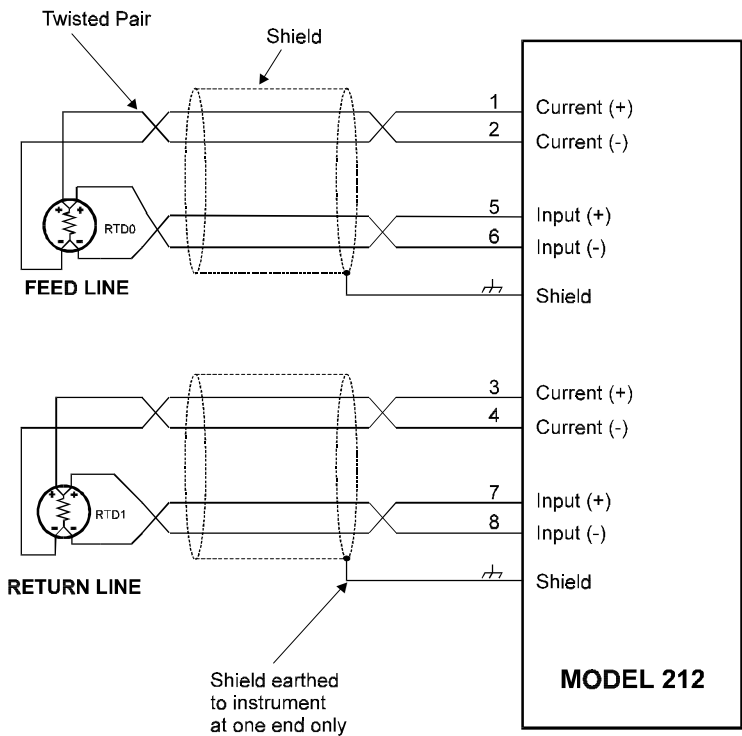 Twisted Pair
Shield
1 Current (+)
2 Current (-)
5 Input (+)
6 Input (-)
+ +
RTD0
- -
FEED LINE
Shield
3 Current (+)
4 Current (-)
7 Input (+)
8 Input (-)
+ +
RTD1
- -
RETURN LINE
Shield
Shield earthed
to instrument
at one end only
MODEL 212